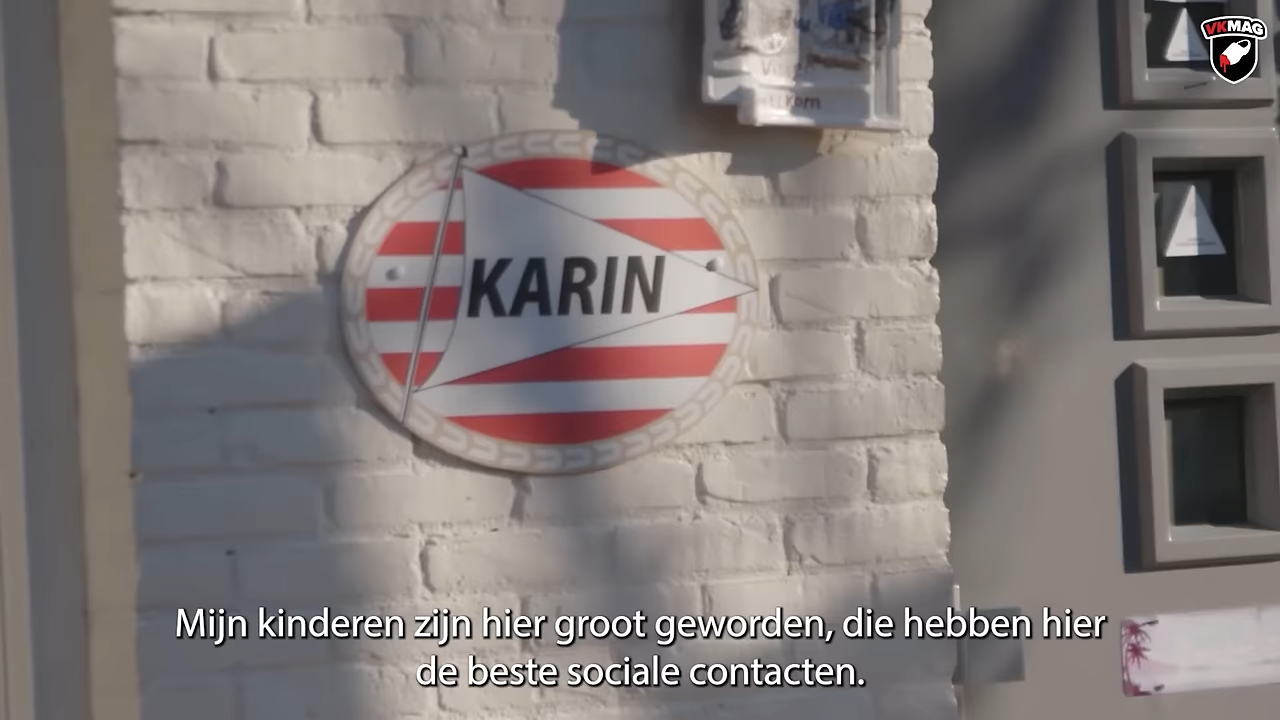 VKMAG
KARIN
Mijn kinderen zijn hier groot geworden, die hebben hier
de beste sociale contacten.